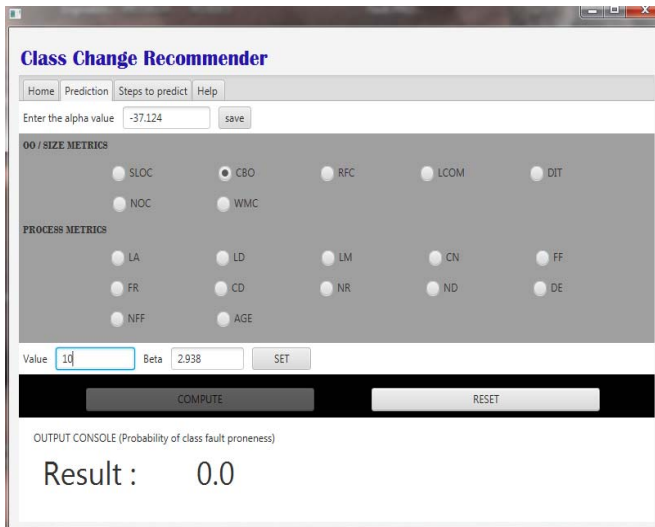 Class Change Recommender
Home Prediction Steps to predict Help
Enter the alpha value -37.124 save
OO / SIZE METRICS
SLOC CBO RFC LCOM DIT
NOC WMC
PROCESS METRICS
LA LD LM CN FF
FR CD NR ND DE
NFF AGE
Value 10 Beta 2.938 SET
COMPUTE RESET
OUTPUT CONSOLE (Probability of class fault proneness)
Result : 0.0